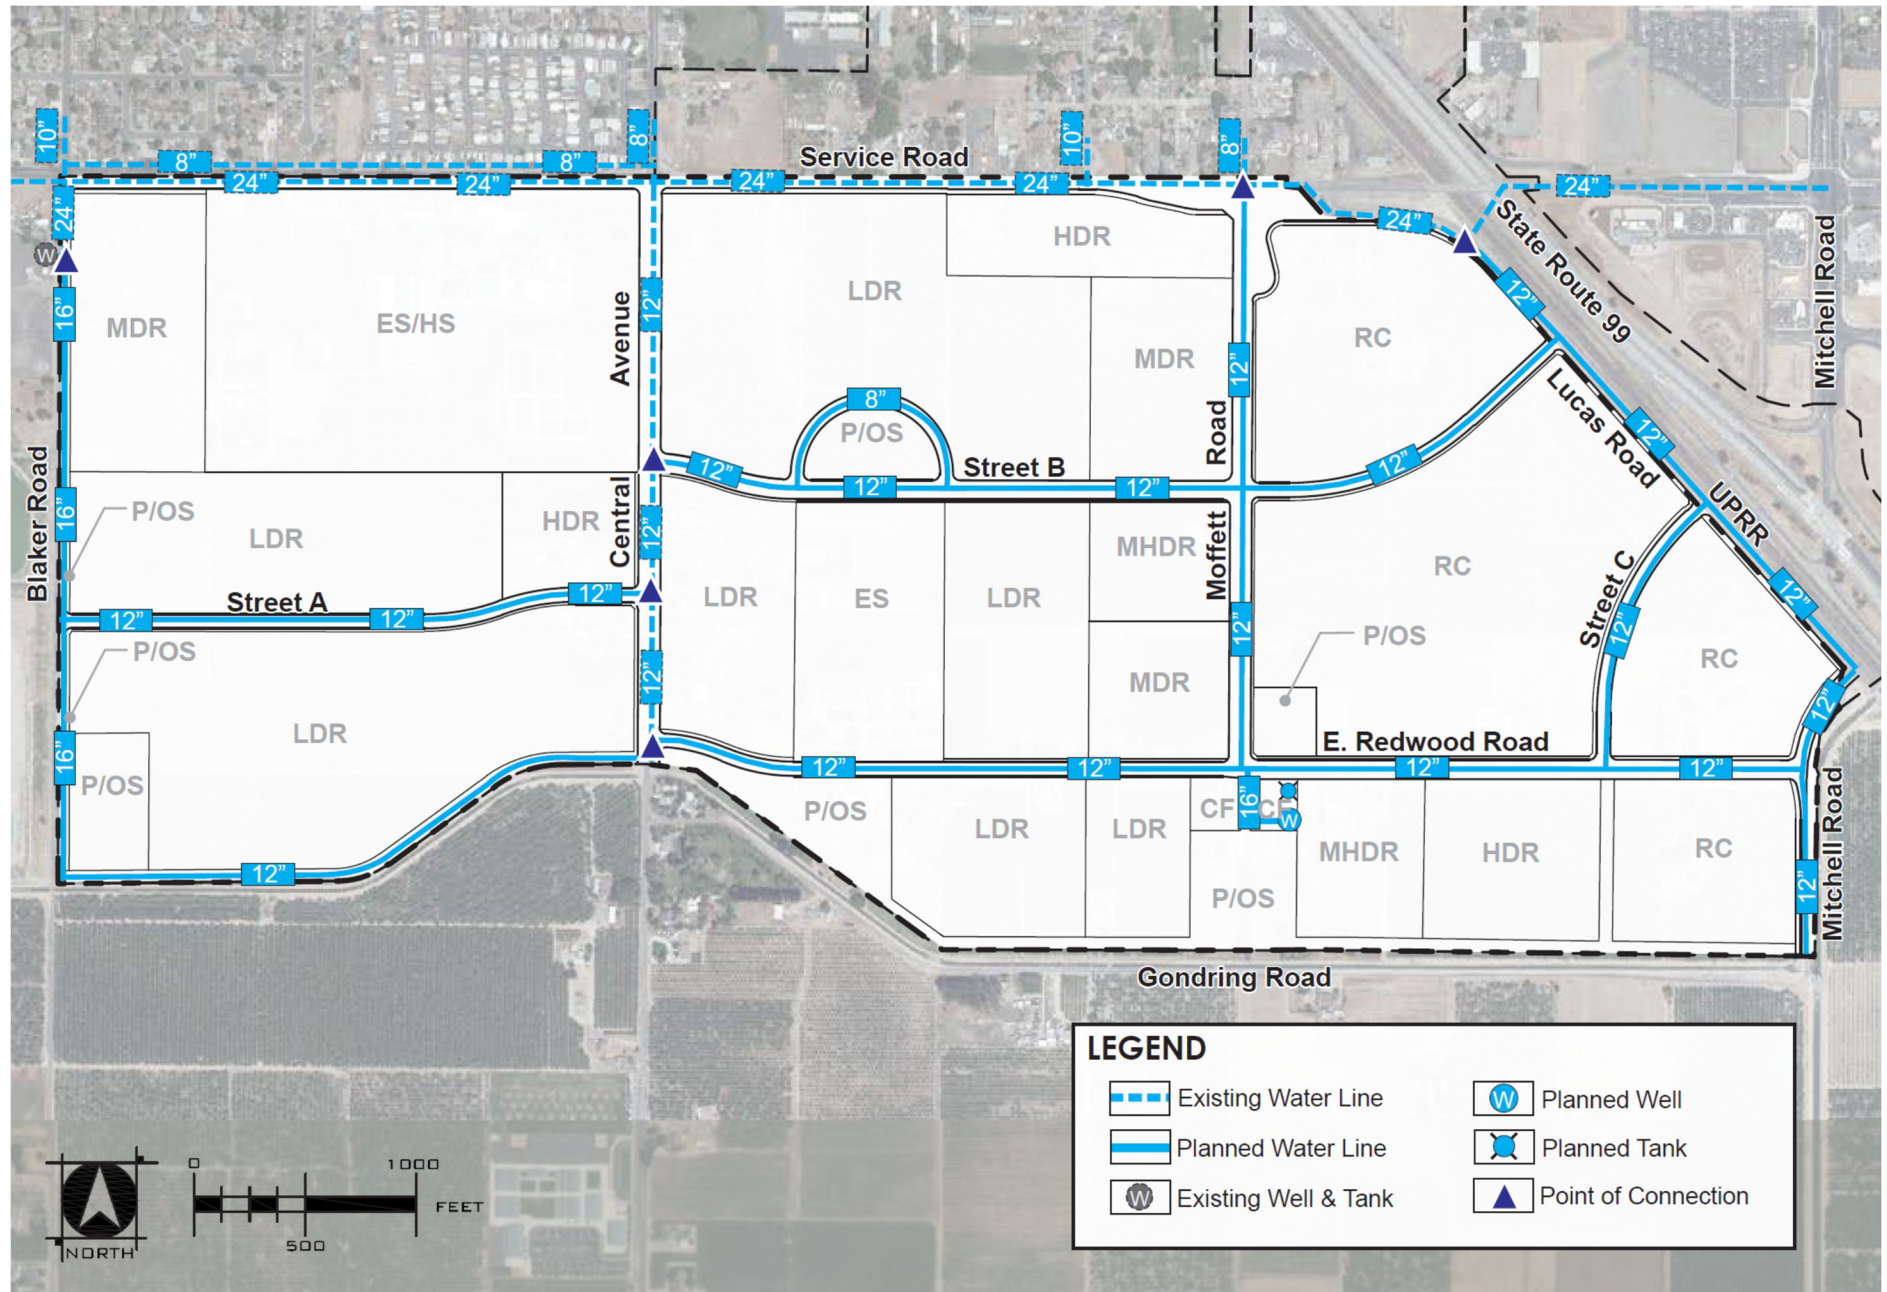 10”
8”
8”
8”
Service Road
10”
8”
24”
24”
24”
24”
24”
24”
24”
W
16”
MDR
ES/HS
Avenue
12”
LDR
HDR
MDR
12”
RC
12”
State Route 99
Mitchell Road
8”
P/OS
Street B
Road
12”
12”
12”
12”
Lucas Road
12”
UPRR
Blaker Road
16”
P/OS
LDR
HDR
Central
12”
Moffett
MHDR
RC
Street A
12”
12”
12”
LDR
ES
LDR
12”
P/OS
Street C
12”
12”
RC
P/OS
LDR
12”
MDR
12”
16”
P/OS
E. Redwood Road
12”
12”
12”
12”
P/OS
LDR
LDR
CF
16”
CF
W
MHDR
HDR
RC
12”
Mitchell Road
12”
P/OS
Gondring Road
LEGEND
Existing Water Line
W
Planned Well
Planned Water Line
Planned Tank
W
Existing Well & Tank
Point of Connection
0
1000
FEET
500
NORTH